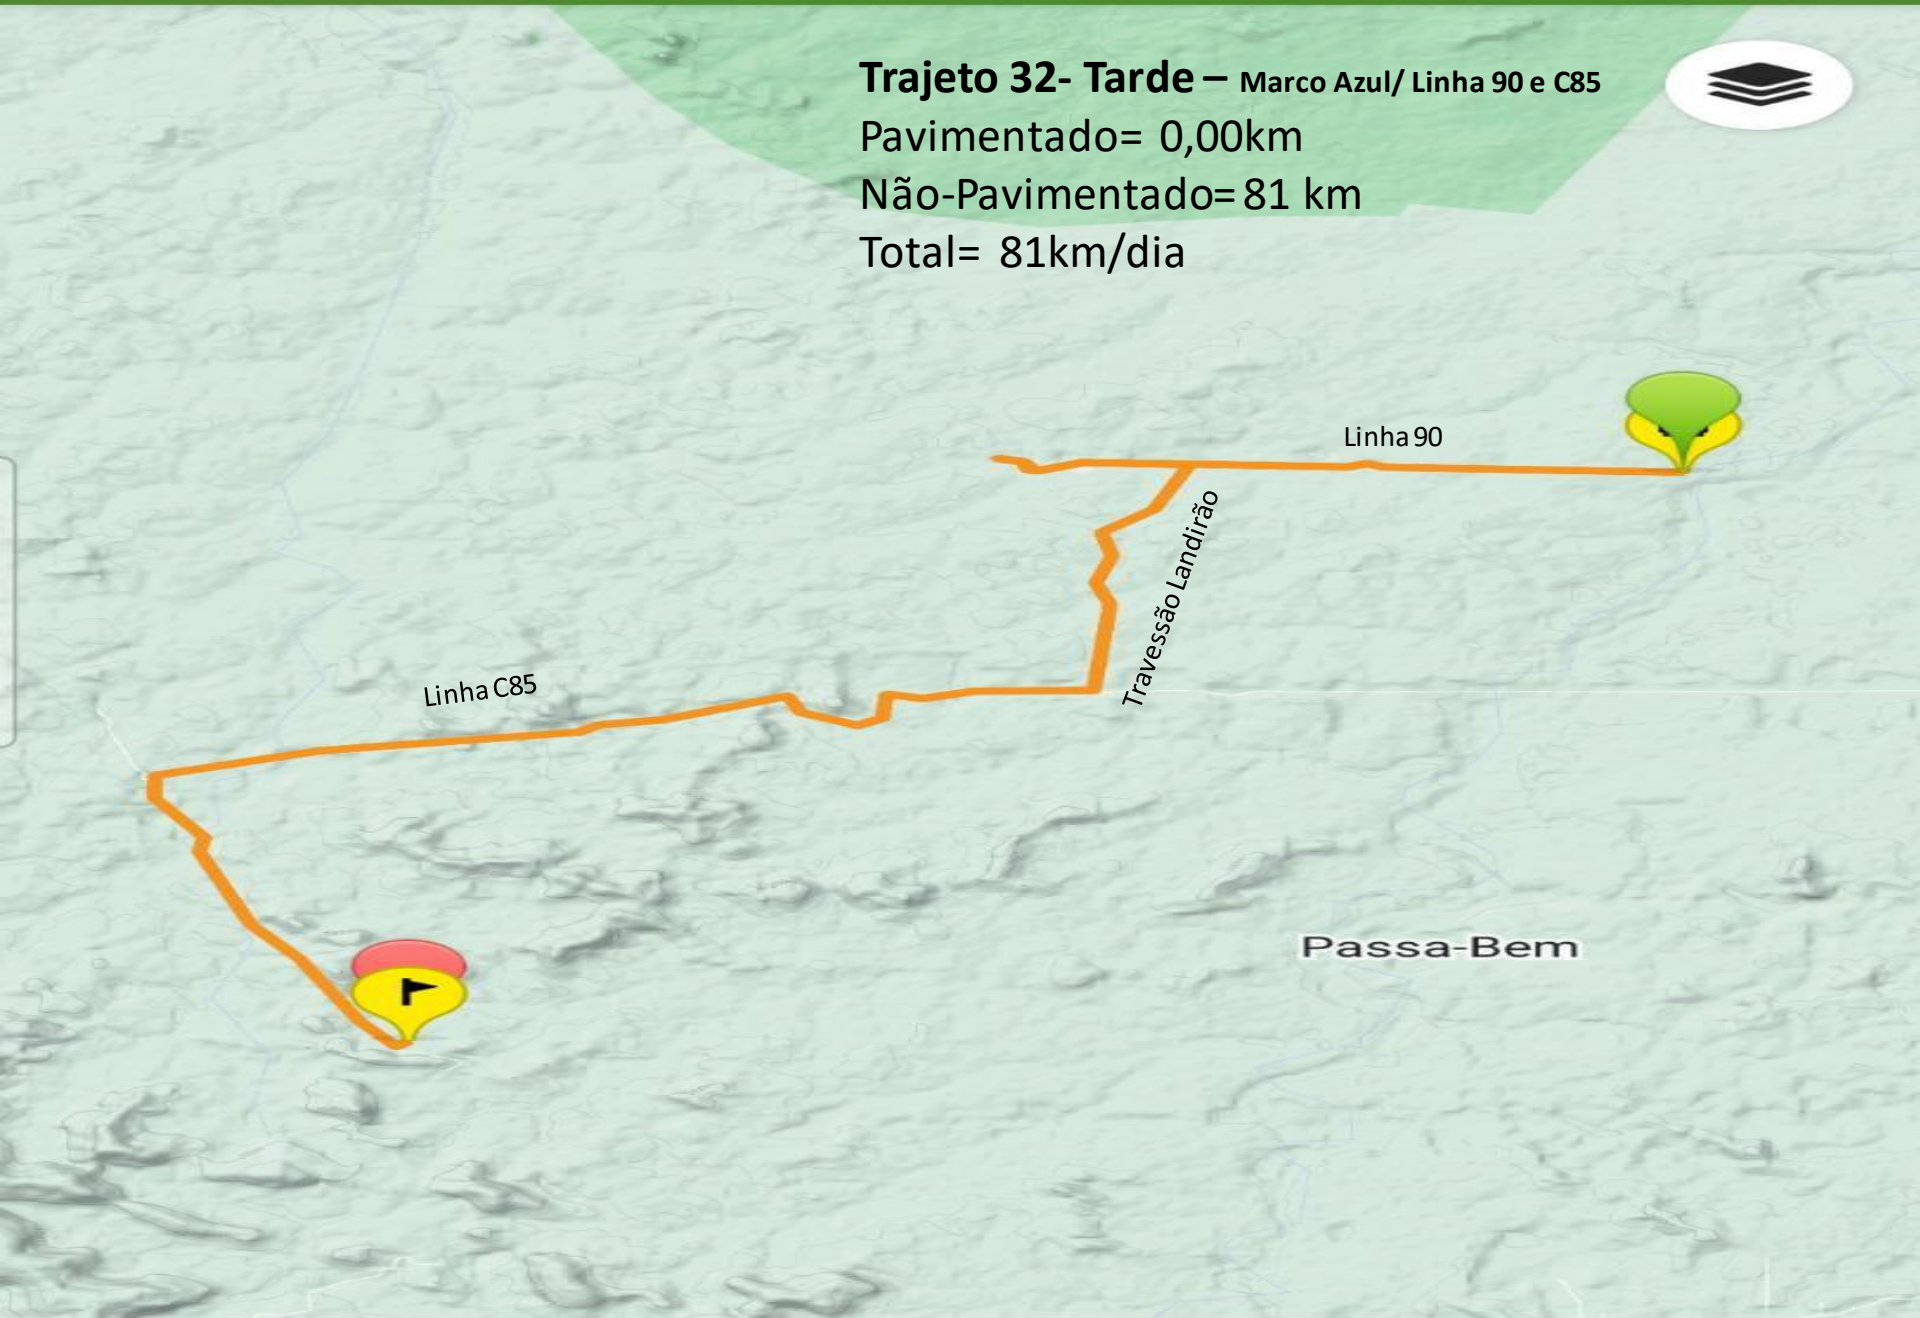 Trajeto 32- Tarde – Marco Azul/ Linha 90 e C85
Pavimentado= 0,00km
Não-Pavimentado= 81 km
Total= 81km/dia
Linha 90
Travessão Landirão
Linha C85
Passa-Bem